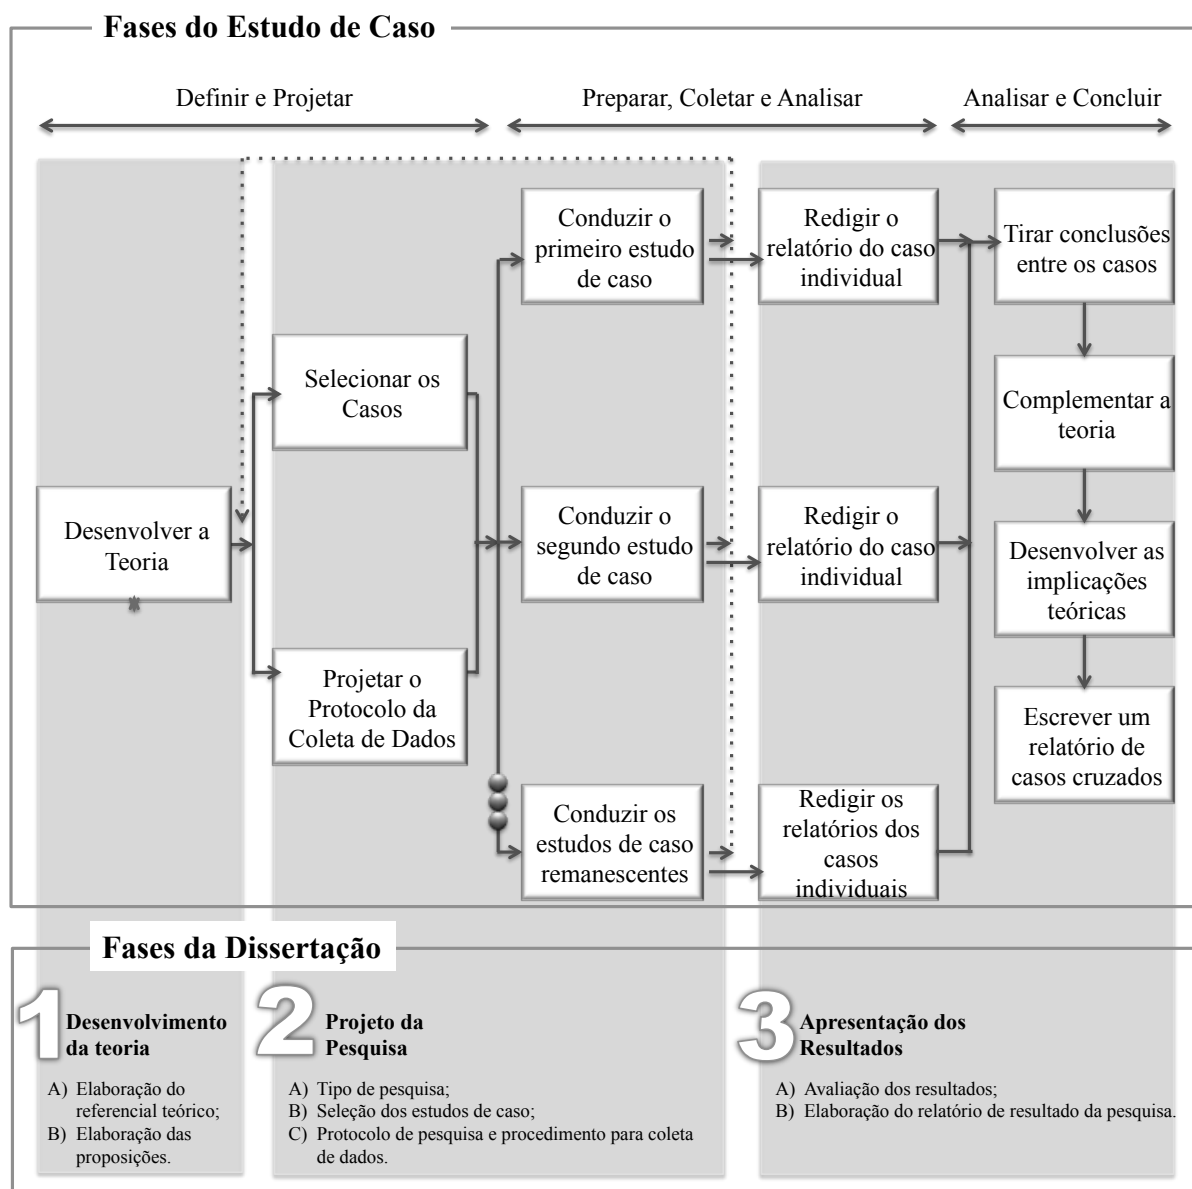 Fases do Estudo de Caso
Definir e Projetar
Preparar, Coletar e Analisar
Analisar e Concluir
Conduzir o
primeiro estudo
de caso
Redigir o
relatório do caso
individual
Tirar conclusões
entre os casos
Selecionar os
Casos
Complementar a
teoria
Desenvolver a
Teoria
Conduzir o
segundo estudo
de caso
Redigir o
relatório do caso
individual
Desenvolver as
implicações
teóricas
Projetar o
Protocolo da
Coleta de Dados
Escrever um
relatório de
casos cruzados
Conduzir os
estudos de caso
remanescentes
Redigir os
relatórios dos
casos
individuais
Fases da Dissertação
1
Desenvolvimento
da teoria
A) Elaboração do
referencial teórico;
B) Elaboração das
proposições.
2
Projeto da
Pesquisa
A) Tipo de pesquisa;
B) Seleção dos estudos de caso;
C) Protocolo de pesquisa e procedimento para coleta
de dados.
3
Apresentação dos
Resultados
A) Avaliação dos resultados;
B) Elaboração do relatório de resultado da pesquisa.